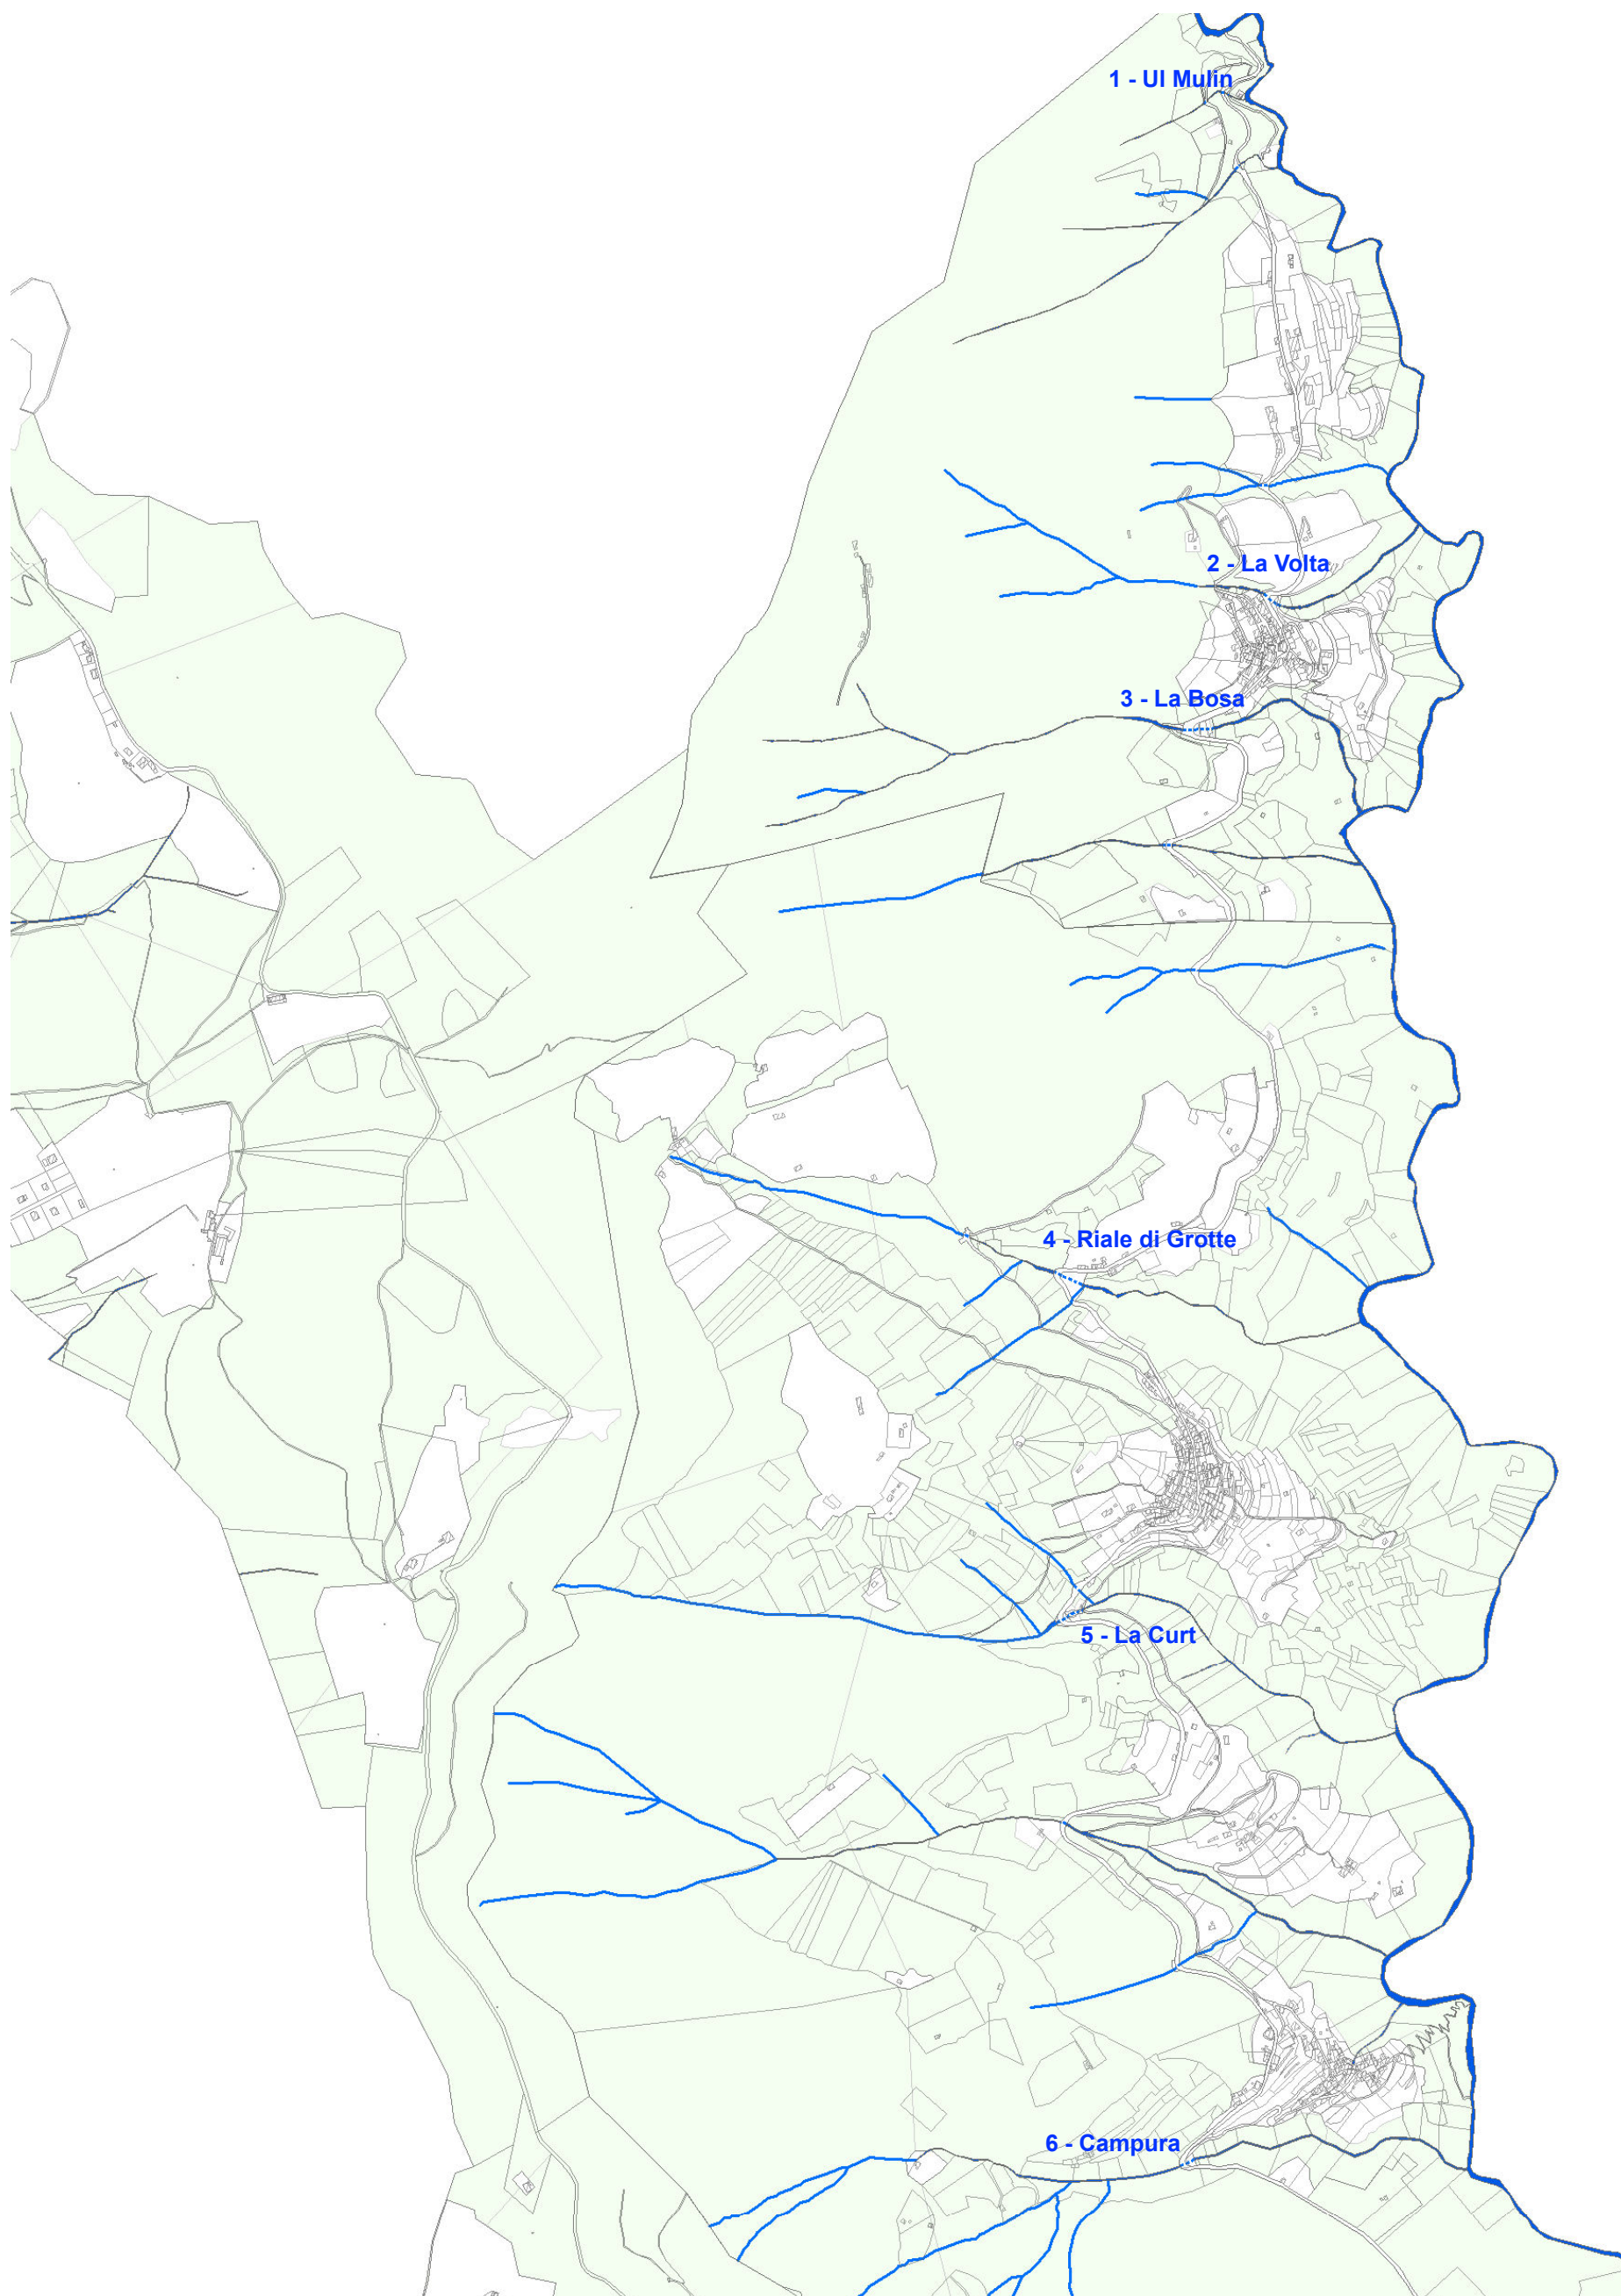 1 - Ul Mulin
2 - La Volta
3 - La Bosa
4 - Riale di Grotte
5 - La Curt
6 - Campura